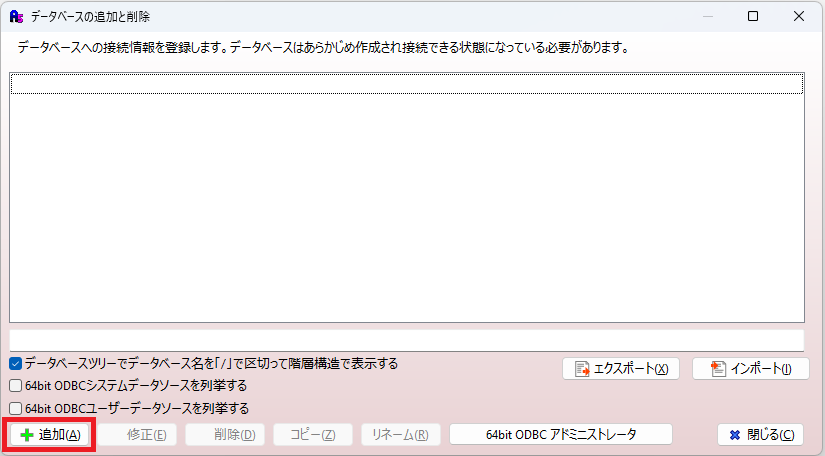 データベースの追加と削除
データベースへの接続情報を登録します。データベースはあらかじめ作成され接続できる状態になっている必要があります。
データベースツリーでデータベース名を「/」で区切って階層構造で表示する
エクスポート(X)
インポート(I)
64bit ODBCシステムデータソースを列挙する
64bit ODBCユーザーデータソースを列挙する
追加(A)
修正(E)
削除(D)
コピー(Z)
リネーム(R)
64bit ODBC アドミニストレータ
閉じる(C)